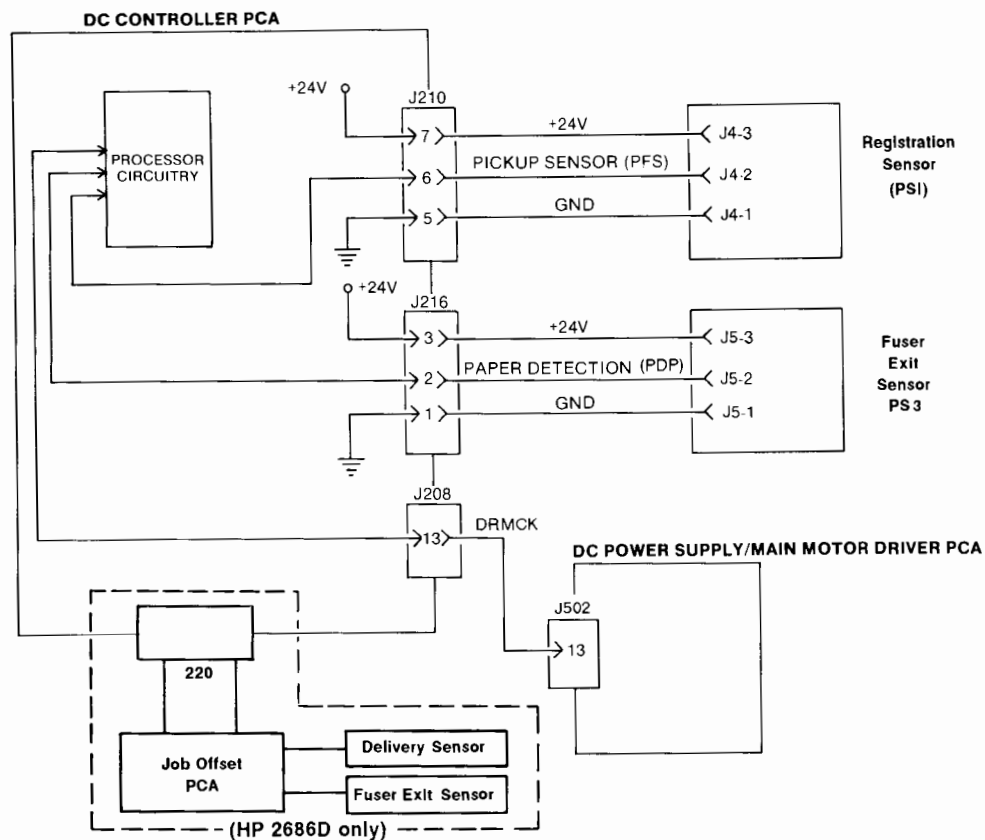 DC CONTROLLER PCA
+24V
J210
PROCESSOR
CIRCUITRY
7
+24V
J4-3
6
PICKUP SENSOR (PFS)
J4-2
5
GND
J4-1
Registration
Sensor
(PSI)
+24V
J216
3
+24V
J5-3
2
PAPER DETECTION (PDP)
J5-2
1
GND
J5-1
Fuser
Exit
Sensor
PS3
J208
13
DRMCK
DC POWER SUPPLY/MAIN MOTOR DRIVER PCA
J502
13
220
Job Offset
PCA
Delivery Sensor
Fuser Exit Sensor
(HP 2686D only)